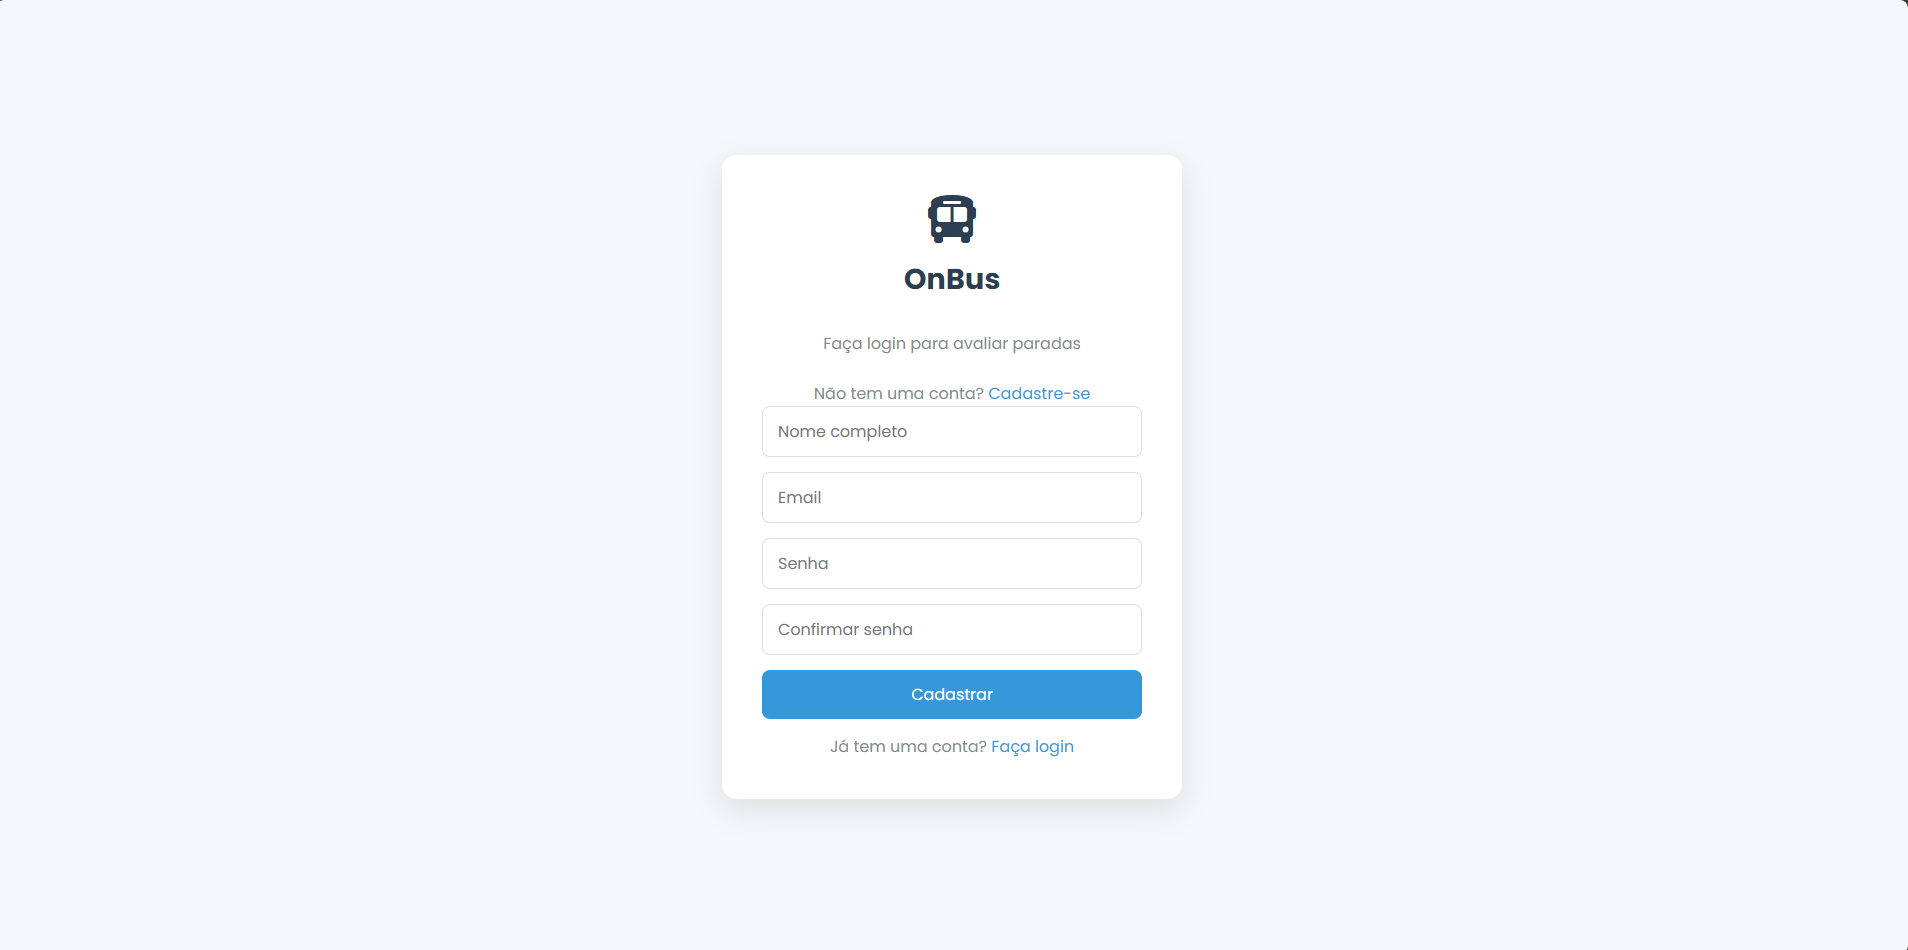 OnBus
Faça login para avaliar paradas
Não tem uma conta? Cadastre-se
Nome completo
Email
Senha
Confirmar senha
Cadastrar
Já tem uma conta? Faça login